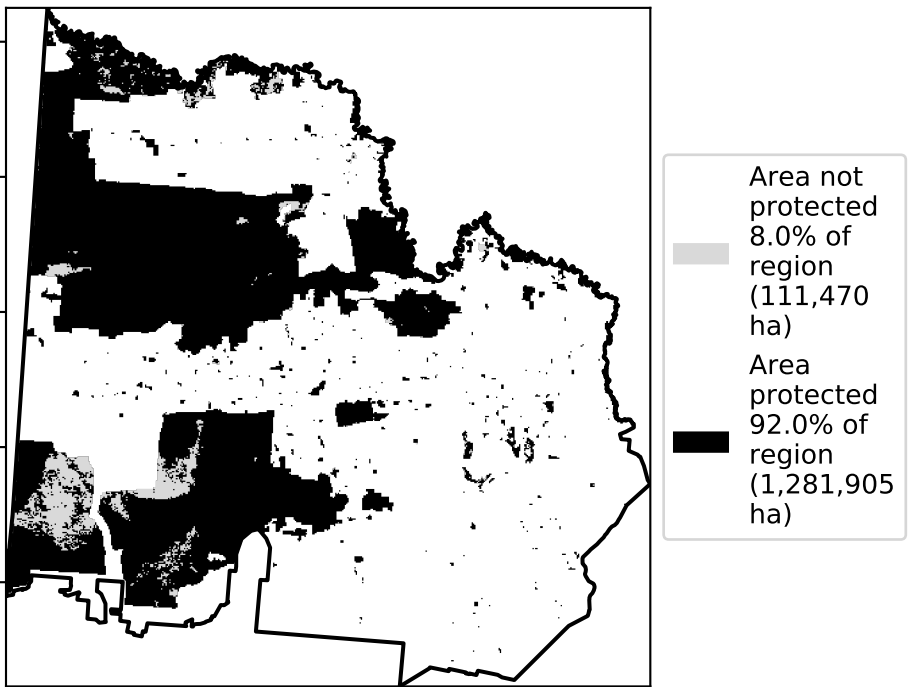 Area not
protected
8.0% of
region
(111,470
ha)
Area
protected
92.0% of
region
(1,281,905
ha)